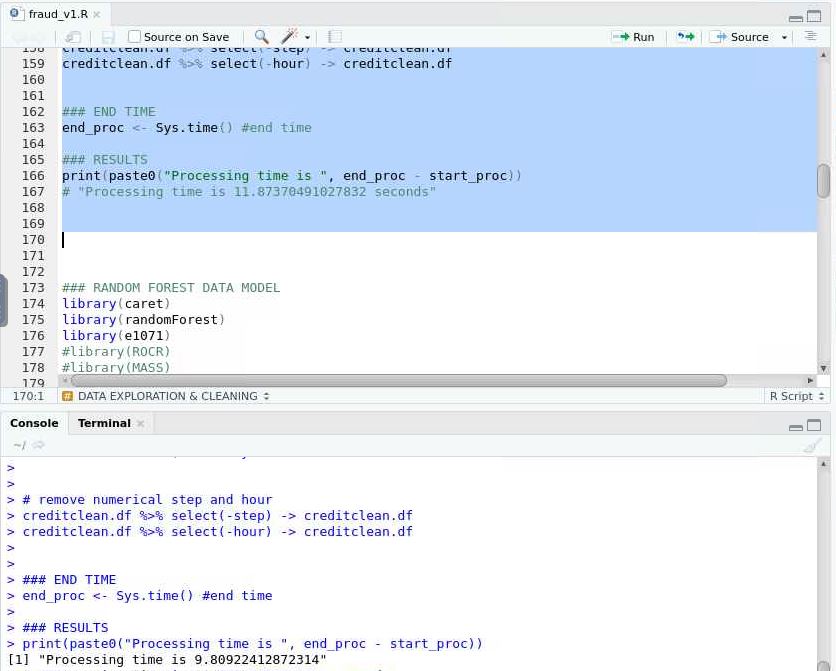 fraud_v1.R
Source on Save
Run
Source
158 creditclean.df %>% select(-step) -> creditclean.df
159 creditclean.df %>% select(-hour) -> creditclean.df
160
161
162 ### END TIME
163 end_proc <- Sys.time() #end time
164
165 ### RESULTS
166 print(paste0("Processing time is ", end_proc - start_proc))
167 # "Processing time is 11.87370491027832 seconds"
168
169
170
171
172
173 ### RANDOM FOREST DATA MODEL
174 library(caret)
175 library(randomForest)
176 library(e1071)
177 #library(ROCR)
178 #library(MASS)
179
170:1 # DATA EXPLORATION & CLEANING R Script
Console Terminal
~/
>
>
> # remove numerical step and hour
> creditclean.df %>% select(-step) -> creditclean.df
> creditclean.df %>% select(-hour) -> creditclean.df
>
>
> ### END TIME
> end_proc <- Sys.time() #end time
>
> ### RESULTS
> print(paste0("Processing time is ", end_proc - start_proc))
[1] "Processing time is 9.80922412872314"